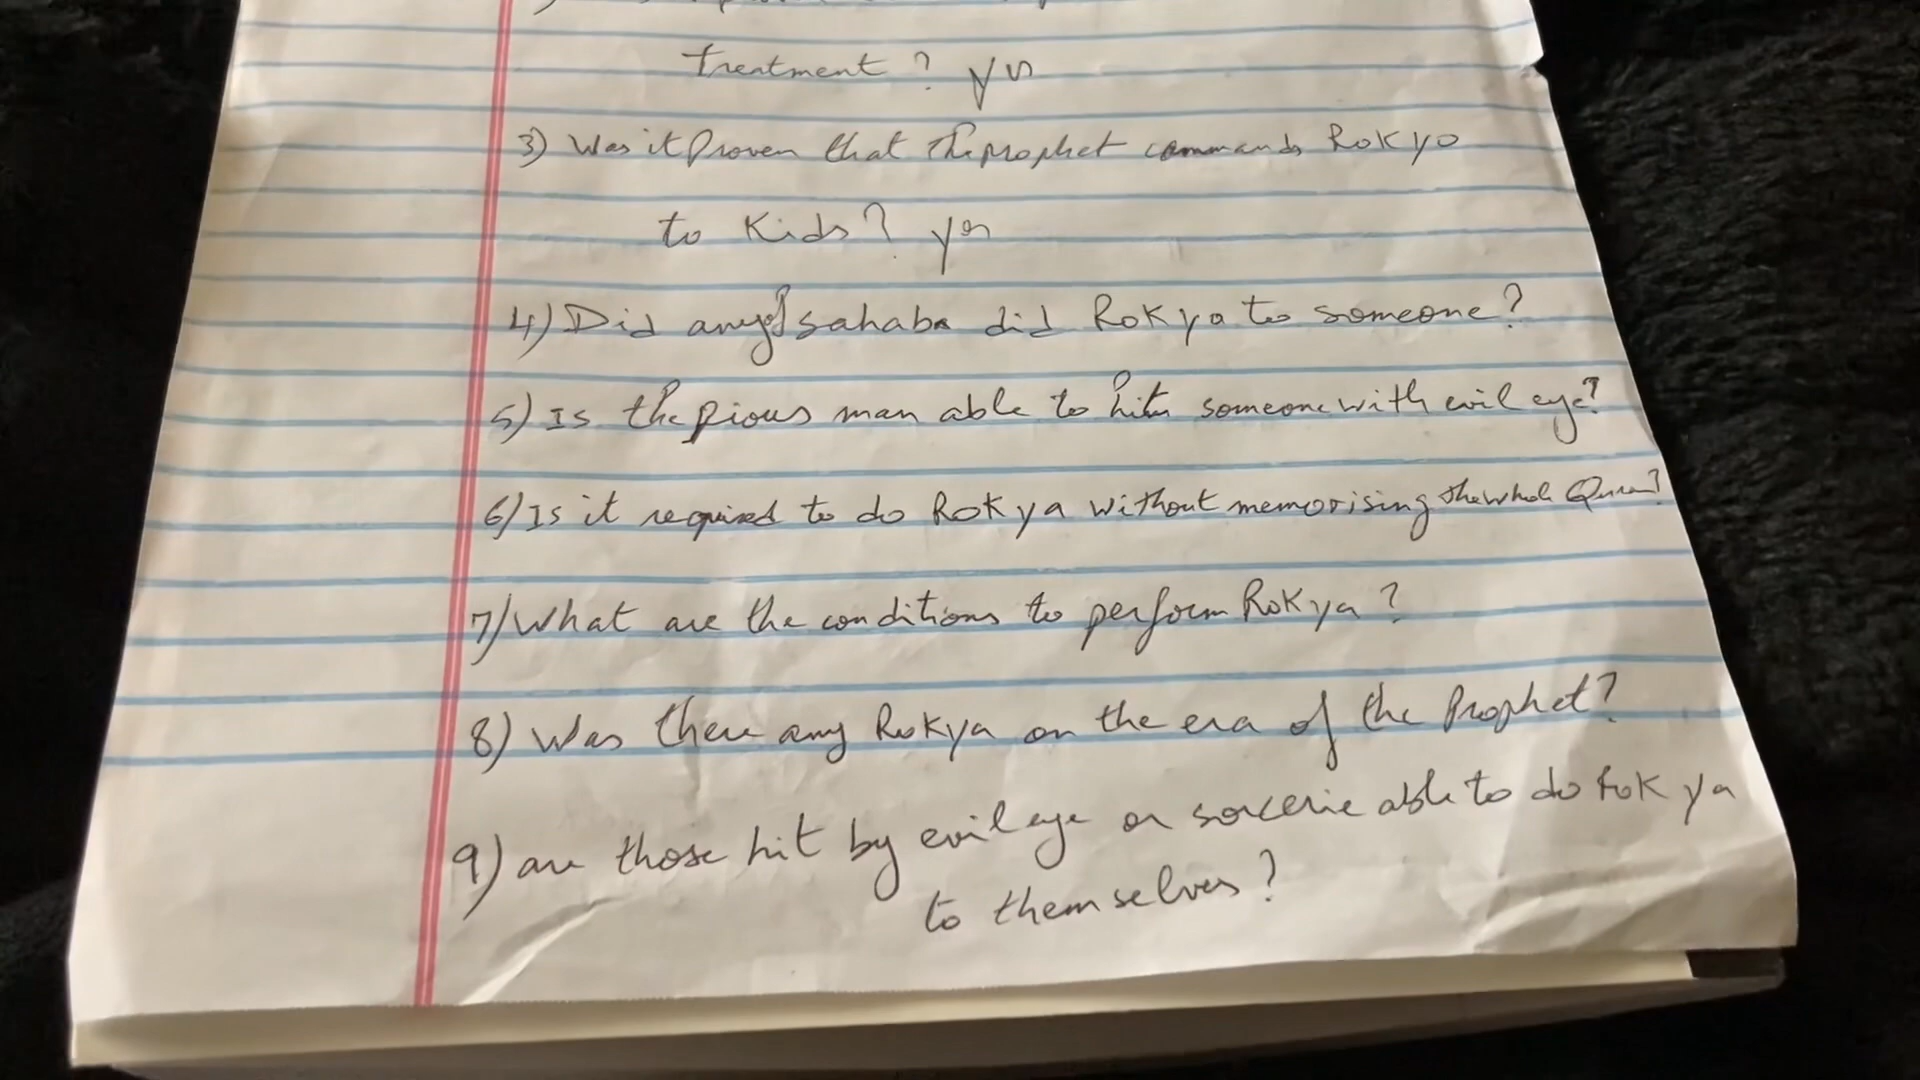 treatment? yes
3) Was it proven that the prophet commands Rokya
to Kids? yes
4) Did any of sahaba did Rokya to someone?
5) Is the pious man able to hit someone with evil eye?
6) Is it required to do Rokya without memorising the whole Quran?
7) What are the conditions to perform Rokya?
8) Was there any Rokya on the era of the Prophet?
9) are those hit by evil eye or sorcerie able to do Rokya
to themselves?